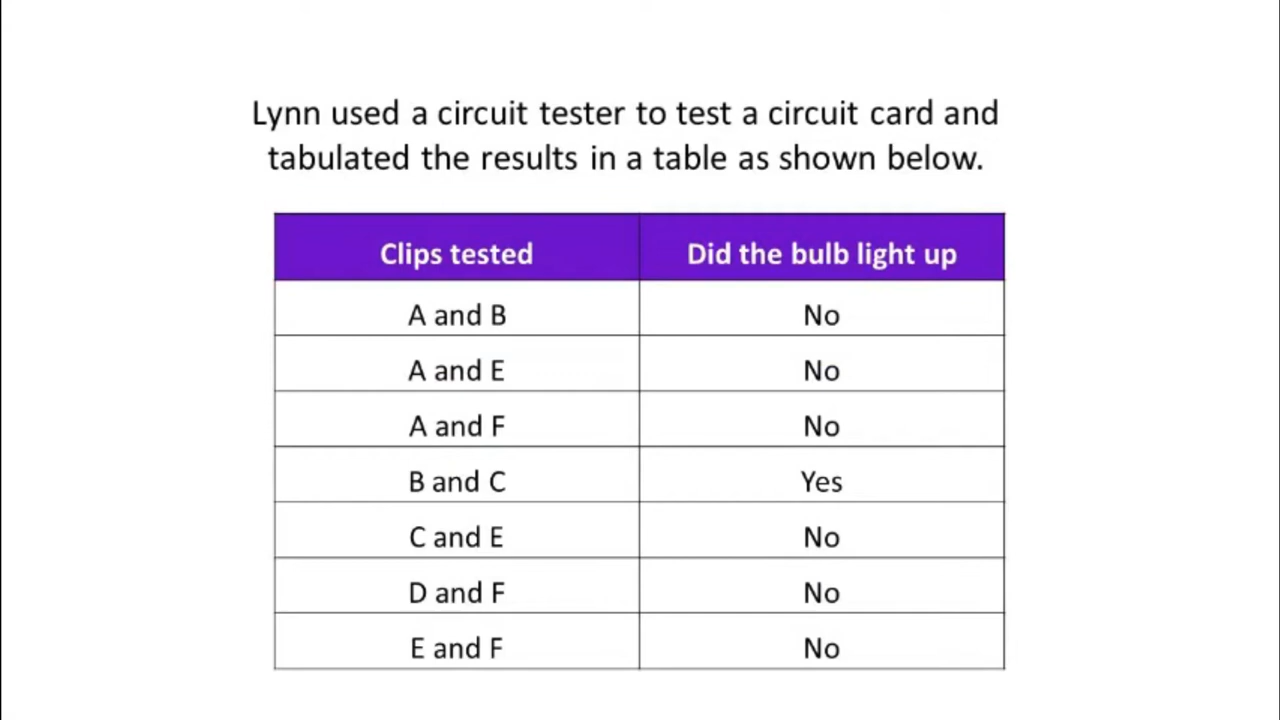 Lynn used a circuit tester to test a circuit card and
tabulated the results in a table as shown below.
Clips tested Did the bulb light up
A and B No
A and E No
A and F No
B and C Yes
C and E No
D and F No
E and F No